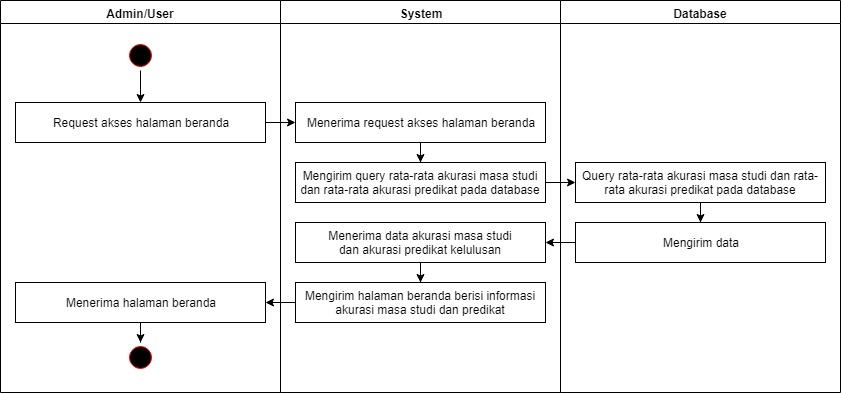 Admin/User
System
Database
Request akses halaman beranda
Menerima request akses halaman beranda
Mengirim query rata-rata akurasi masa studi
dan rata-rata akurasi predikat pada database
Query rata-rata akurasi masa studi dan rata-
rata akurasi predikat pada database
Mengirim data
Menerima data akurasi masa studi
dan akurasi predikat kelulusan
Mengirim halaman beranda berisi informasi
akurasi masa studi dan predikat
Menerima halaman beranda